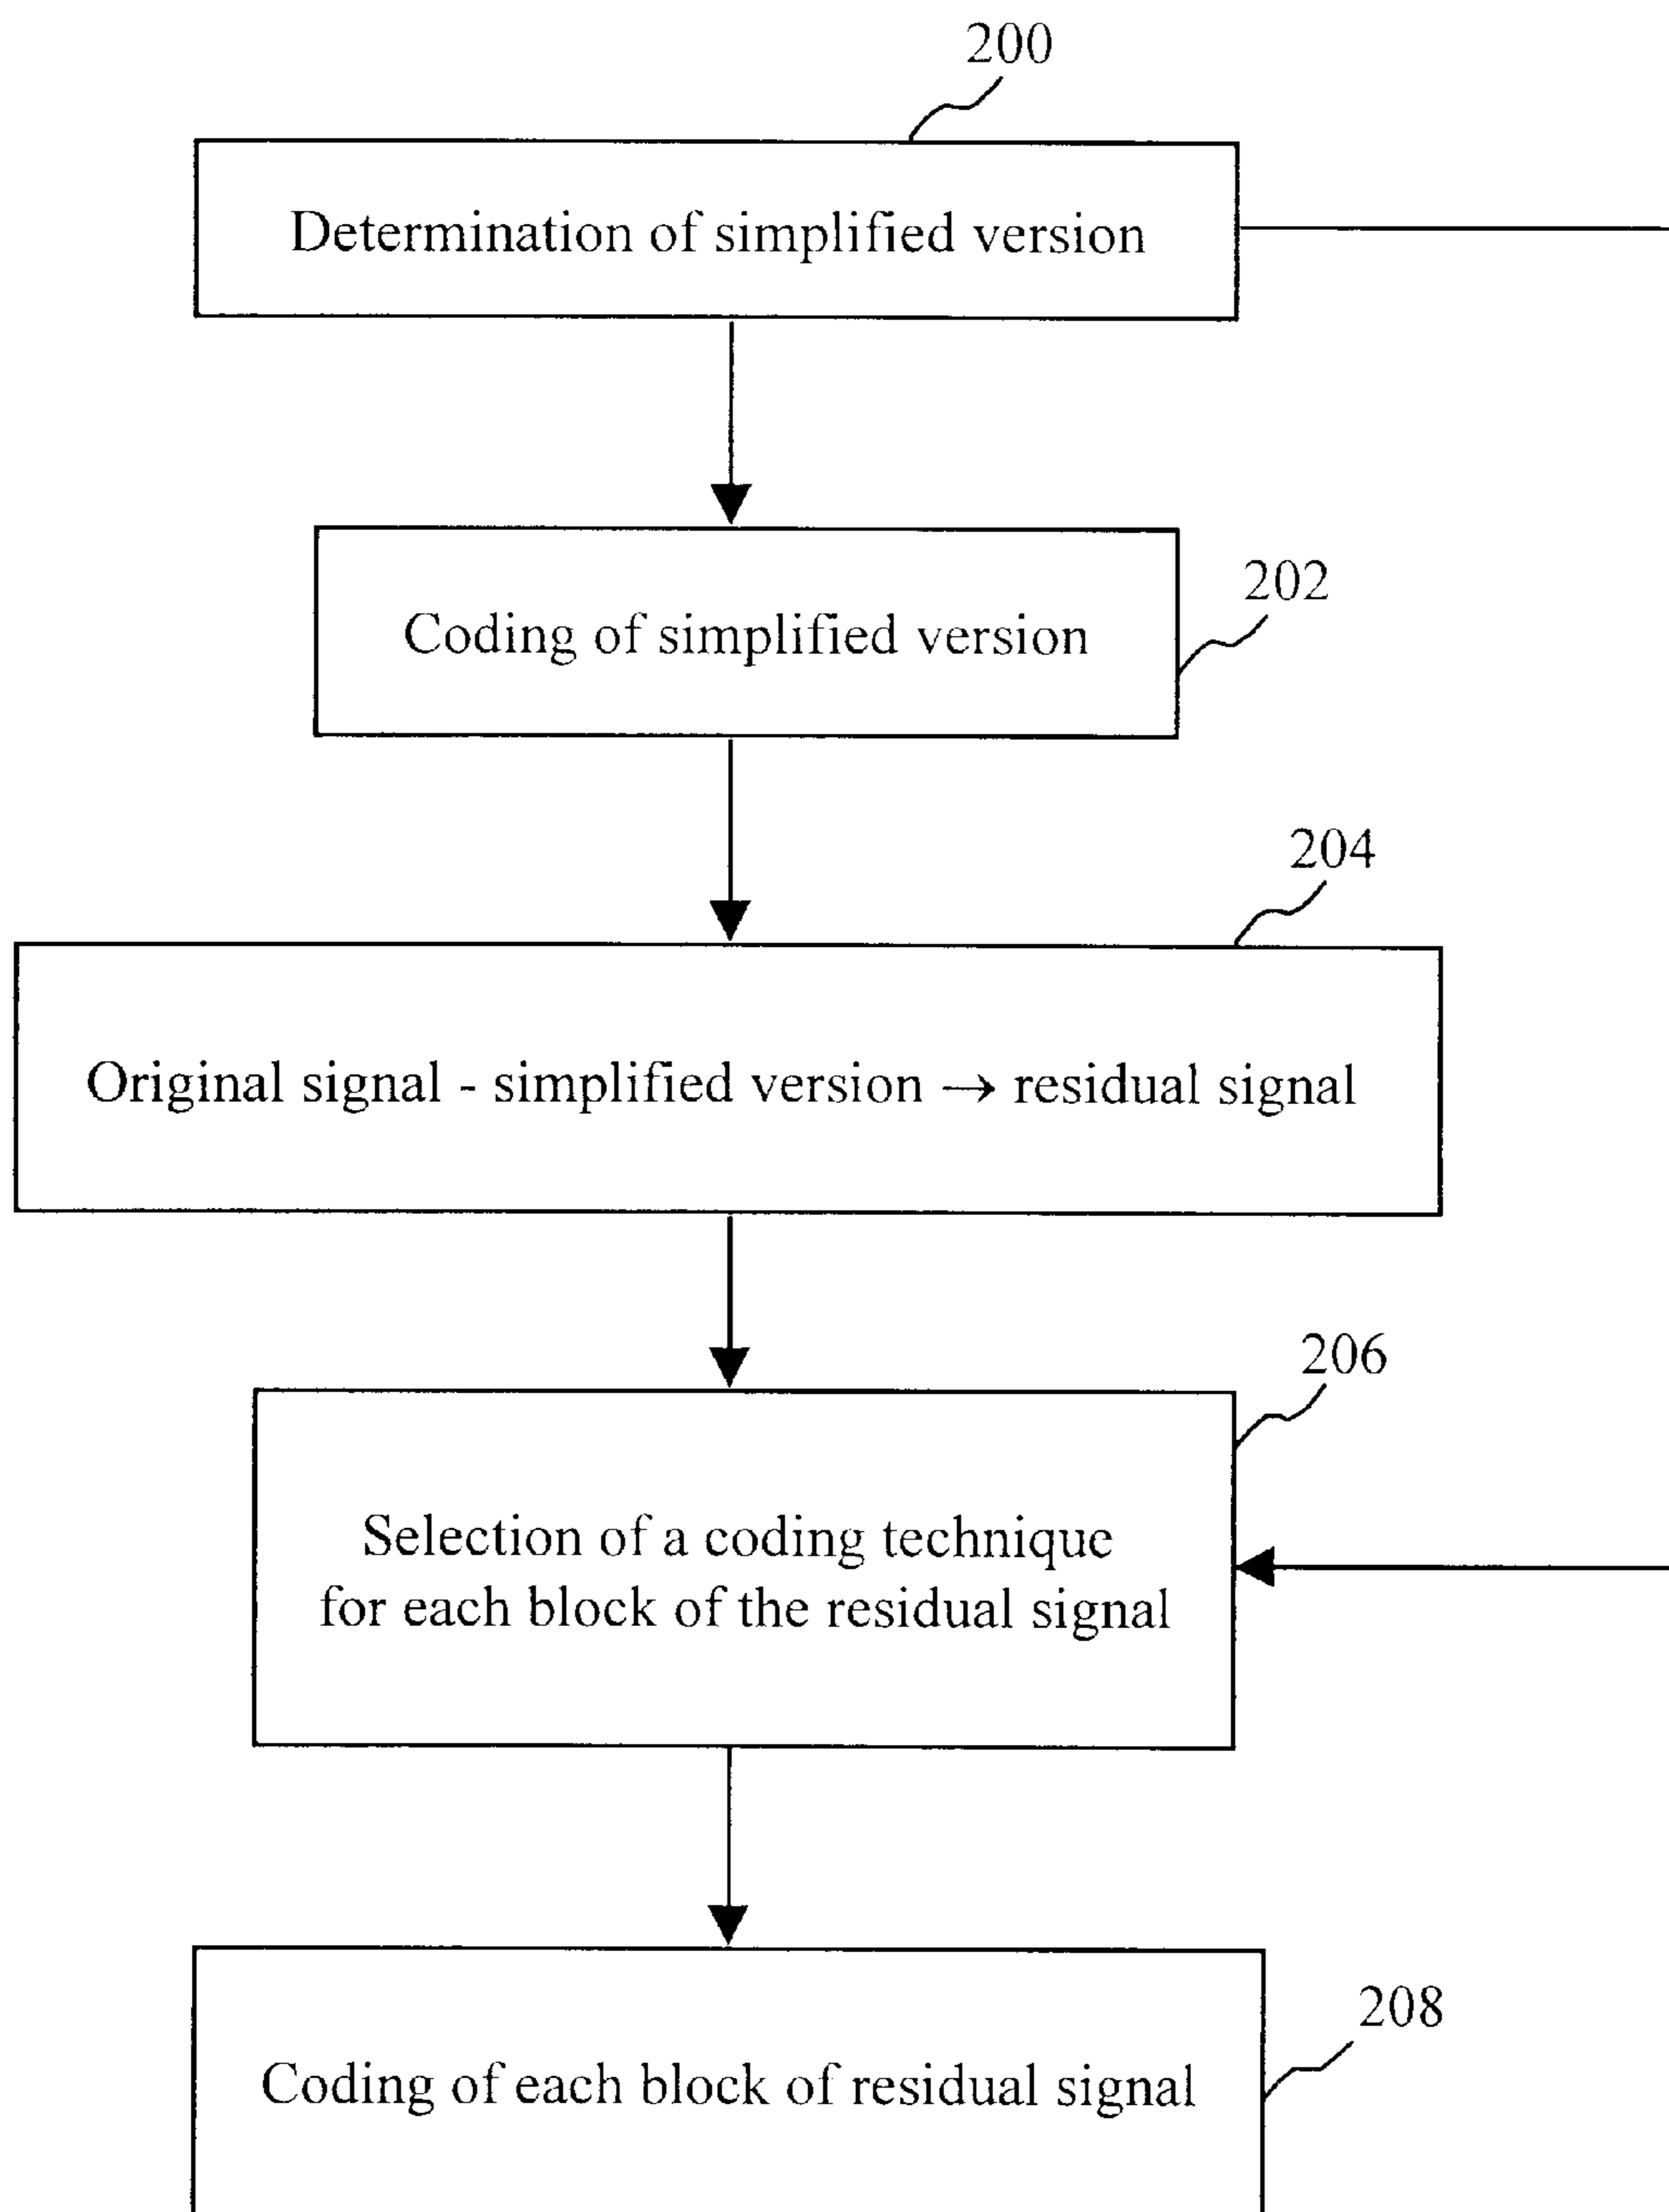 200
Determination of simplified version
202
Coding of simplified version
204
Original signal - simplified version → residual signal
206
Selection of a coding technique
for each block of the residual signal
208
Coding of each block of residual signal